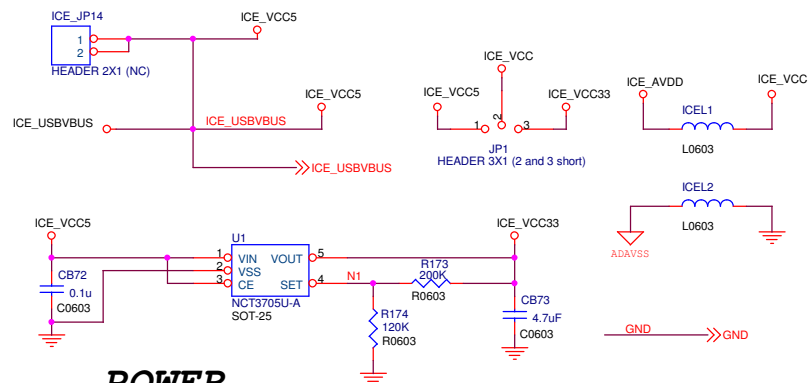 ICE_JP14
1
2
HEADER 2X1 (NC)
ICE_VCC5
ICE_USBVBUS
ICE_USBVBUS
ICE_VCC5
ICE_USBVBUS
ICE_VCC
ICE_VCC5
ICE_VCC33
1
2
3
JP1
HEADER 3X1 (2 and 3 short)
ICE_AVDD
ICE_VCC
ICEL1
L0603
ICEL2
L0603
ADAVSS
ICE_VCC5
CB72
0.1u
C0603
U1
1
2
3
VIN
VSS
CE
VOUT
SET
5
4
NCT3705U-A
SOT-25
N1
R173
200K
R0603
R174
120K
R0603
ICE_VCC33
CB73
4.7uF
C0603
GND
GND
POWER